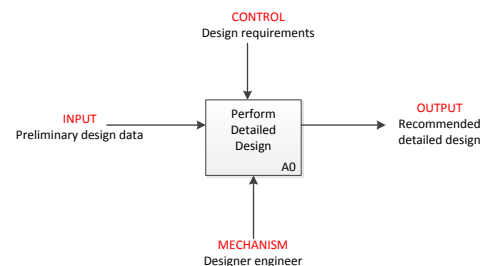 CONTROL
Design requirements
INPUT
Preliminary design data
Perform
Detailed
Design
A0
OUTPUT
Recommended
detailed design
MECHANISM
Designer engineer